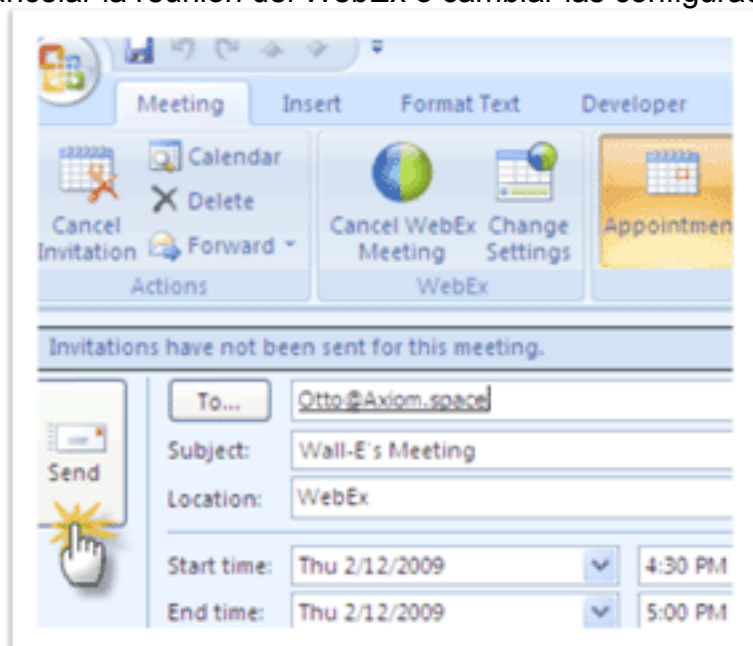 ancelar la reunión del WebEx o cambiar las configurac
Meeting Insert Format Text Developer
Calendar
Delete
Forward
Cancel Invitation
Cancel WebEx Meeting
Change Settings
Appointmen
Actions WebEx
Invitations have not been sent for this meeting.
Send
To... Otto@Axiom.space
Subject: Wall-E's Meeting
Location: WebEx
Start time: Thu 2/12/2009 4:30 PM
End time: Thu 2/12/2009 5:00 PM